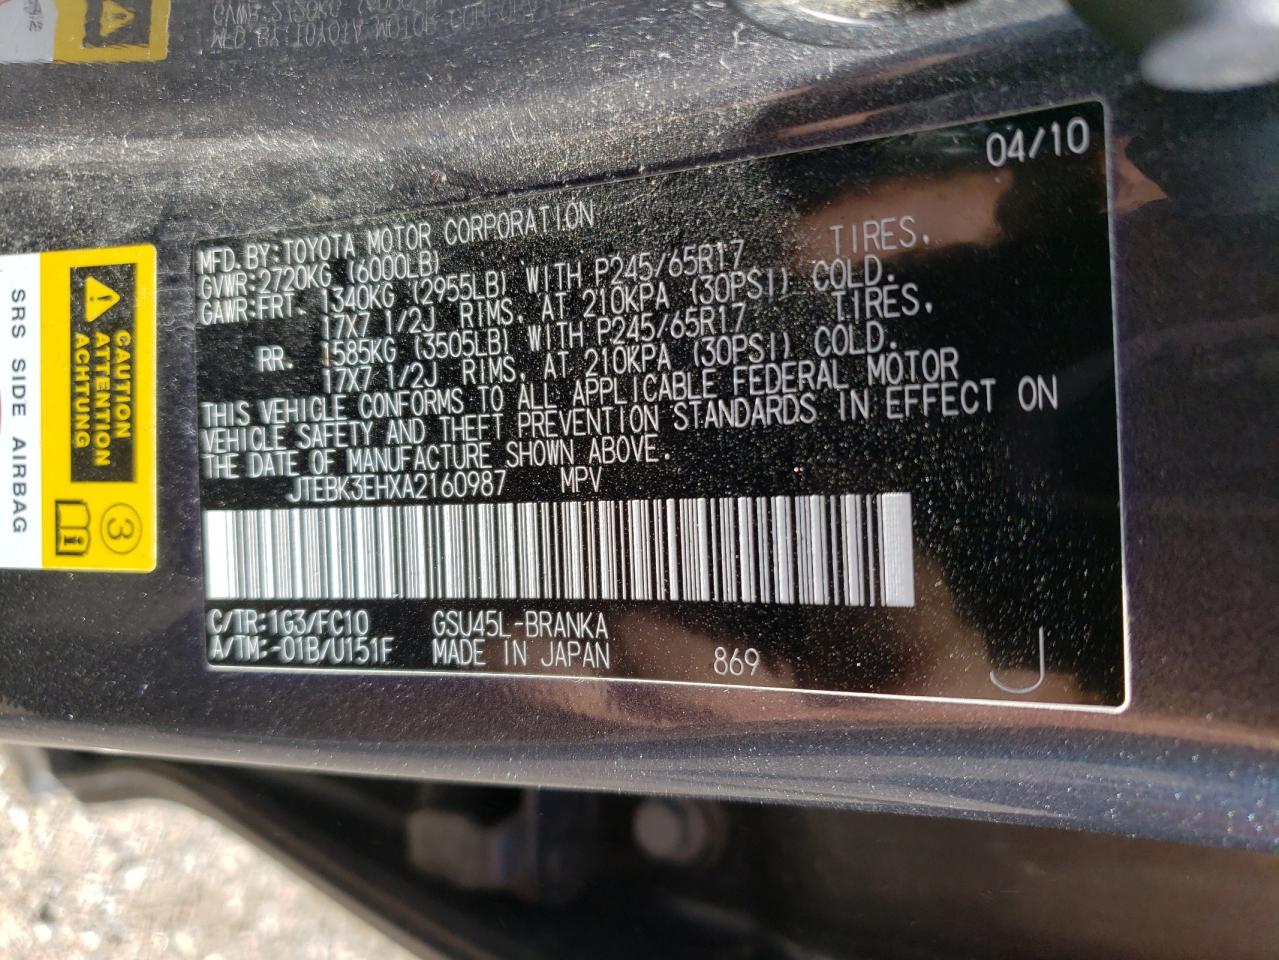 04/10
MFD. BY: TOYOTA MOTOR CORPORATION
GVWR: 2720KG (6000LB)
GAWR: FRT. 1340KG (2955LB) WITH P245/65R17 TIRES.
17X7 1/2J RIMS. AT 210KPA (30PSI) COLD.
RR. 1585KG (3505LB) WITH P245/65R17 TIRES.
17X7 1/2J RIMS. AT 210KPA (30PSI) COLD.
THIS VEHICLE CONFORMS TO ALL APPLICABLE FEDERAL MOTOR
VEHICLE SAFETY AND THEFT PREVENTION STANDARDS IN EFFECT ON
THE DATE OF MANUFACTURE SHOWN ABOVE.
JTEBK3EHXA2160987 MPV
C/TR: 1G3/FC10 GSU45L-BRANKA
A/TM: -01B/U151F MADE IN JAPAN 869 J
CAUTION
ATTENTION
ACHTUNG
3
SRS SIDE AIRBAG